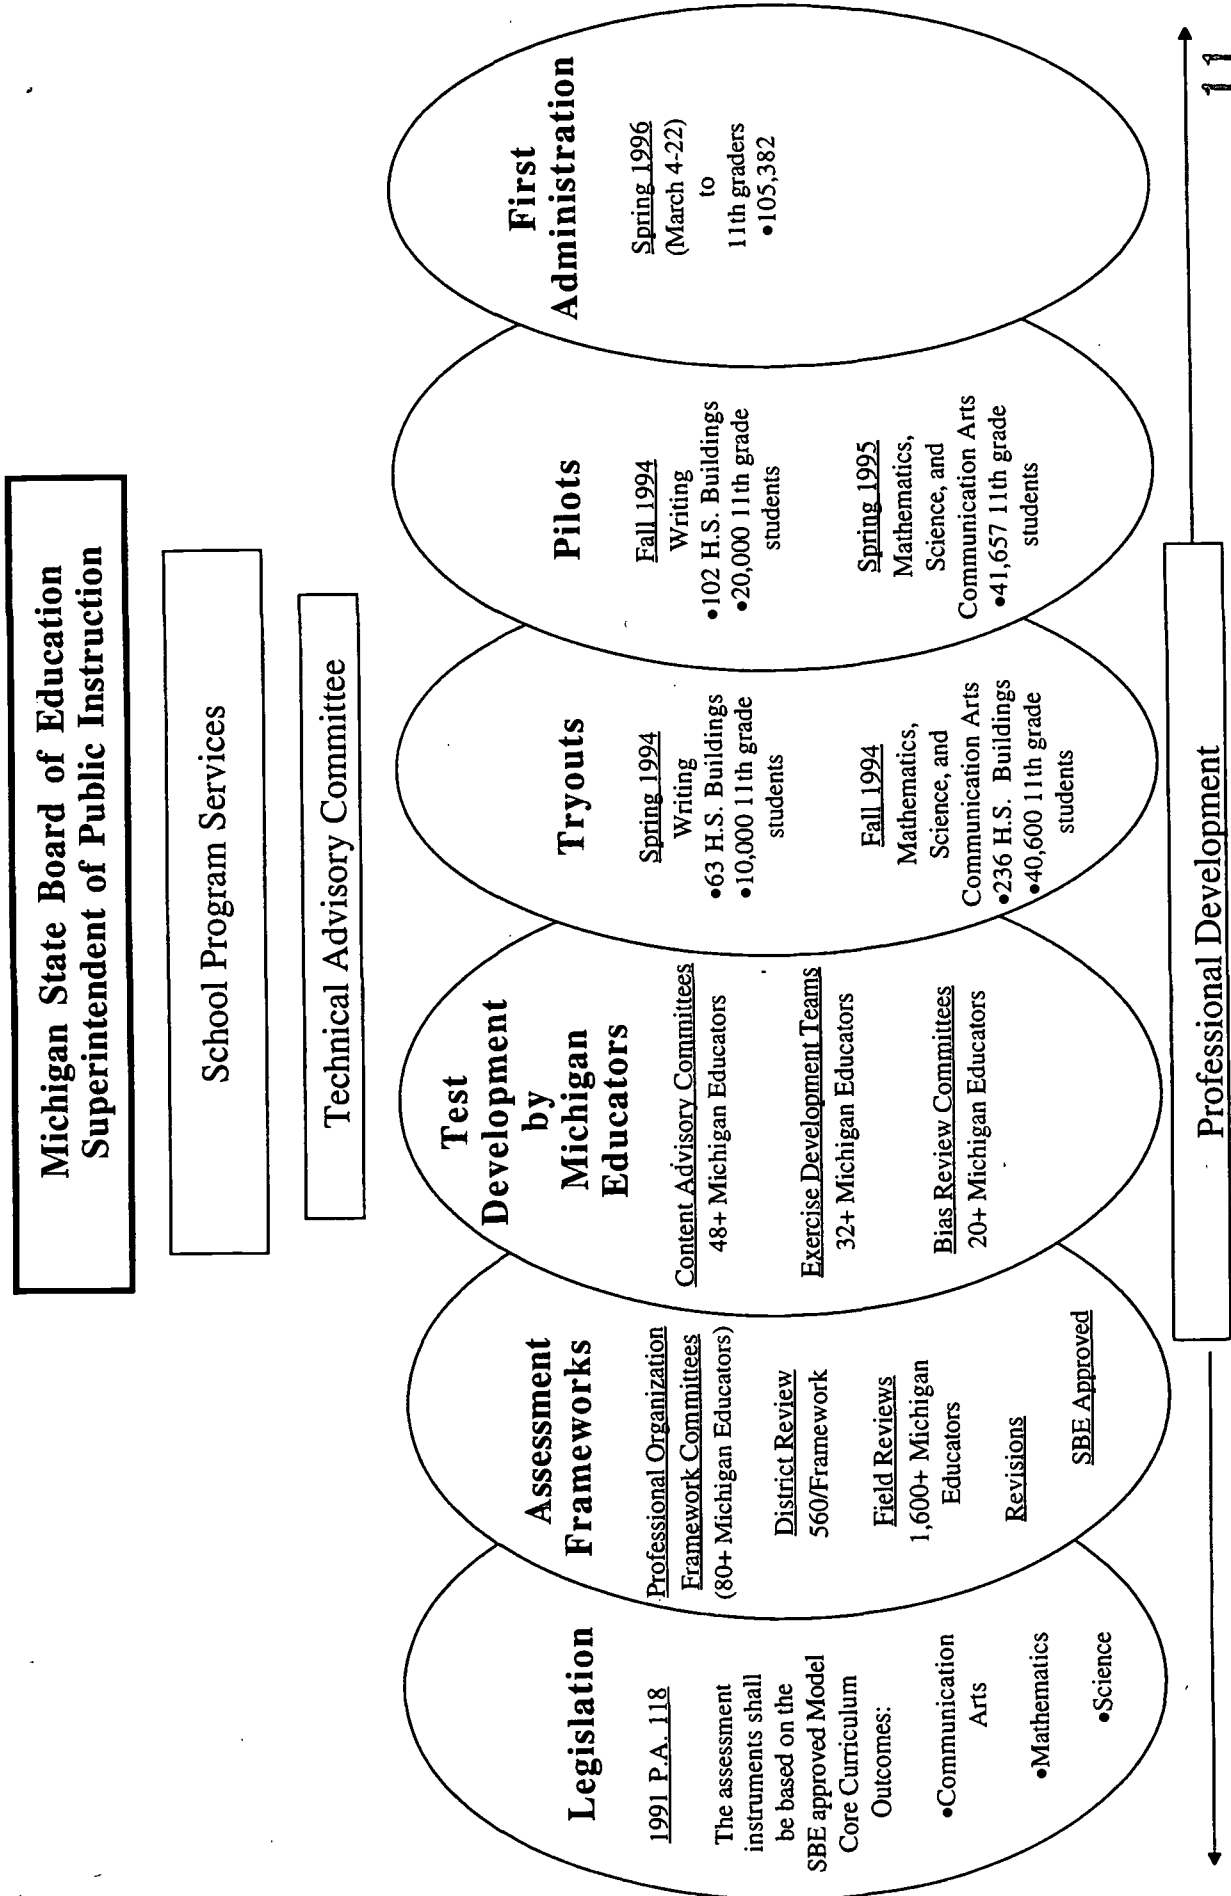 Michigan State Board of Education
Superintendent of Public Instruction
School Program Services
Technical Advisory Committee
Legislation
1991 P.A. 118
The assessment
instruments shall
be based on the
SBE approved Model
Core Curriculum
Outcomes:
•Communication
Arts
•Mathematics
•Science
Assessment
Frameworks
Professional Organization
Framework Committees
(80+ Michigan Educators)
District Review
560/Framework
Field Reviews
1,600+ Michigan
Educators
Revisions
SBE Approved
Test
Development
by
Michigan
Educators
Content Advisory Committees
48+ Michigan Educators
Exercise Development Teams
32+ Michigan Educators
Bias Review Committees
20+ Michigan Educators
Tryouts
Spring 1994
Writing
•63 H.S. Buildings
•10,000 11th grade
students
Fall 1994
Mathematics,
Science, and
Communication Arts
•236 H.S. Buildings
•40,600 11th grade
students
Pilots
Fall 1994
Writing
•102 H.S. Buildings
•20,000 11th grade
students
Spring 1995
Mathematics,
Science, and
Communication Arts
•41,657 11th grade
students
First
Administration
Spring 1996
(March 4-22)
to
11th graders
•105,382
Professional Development
11